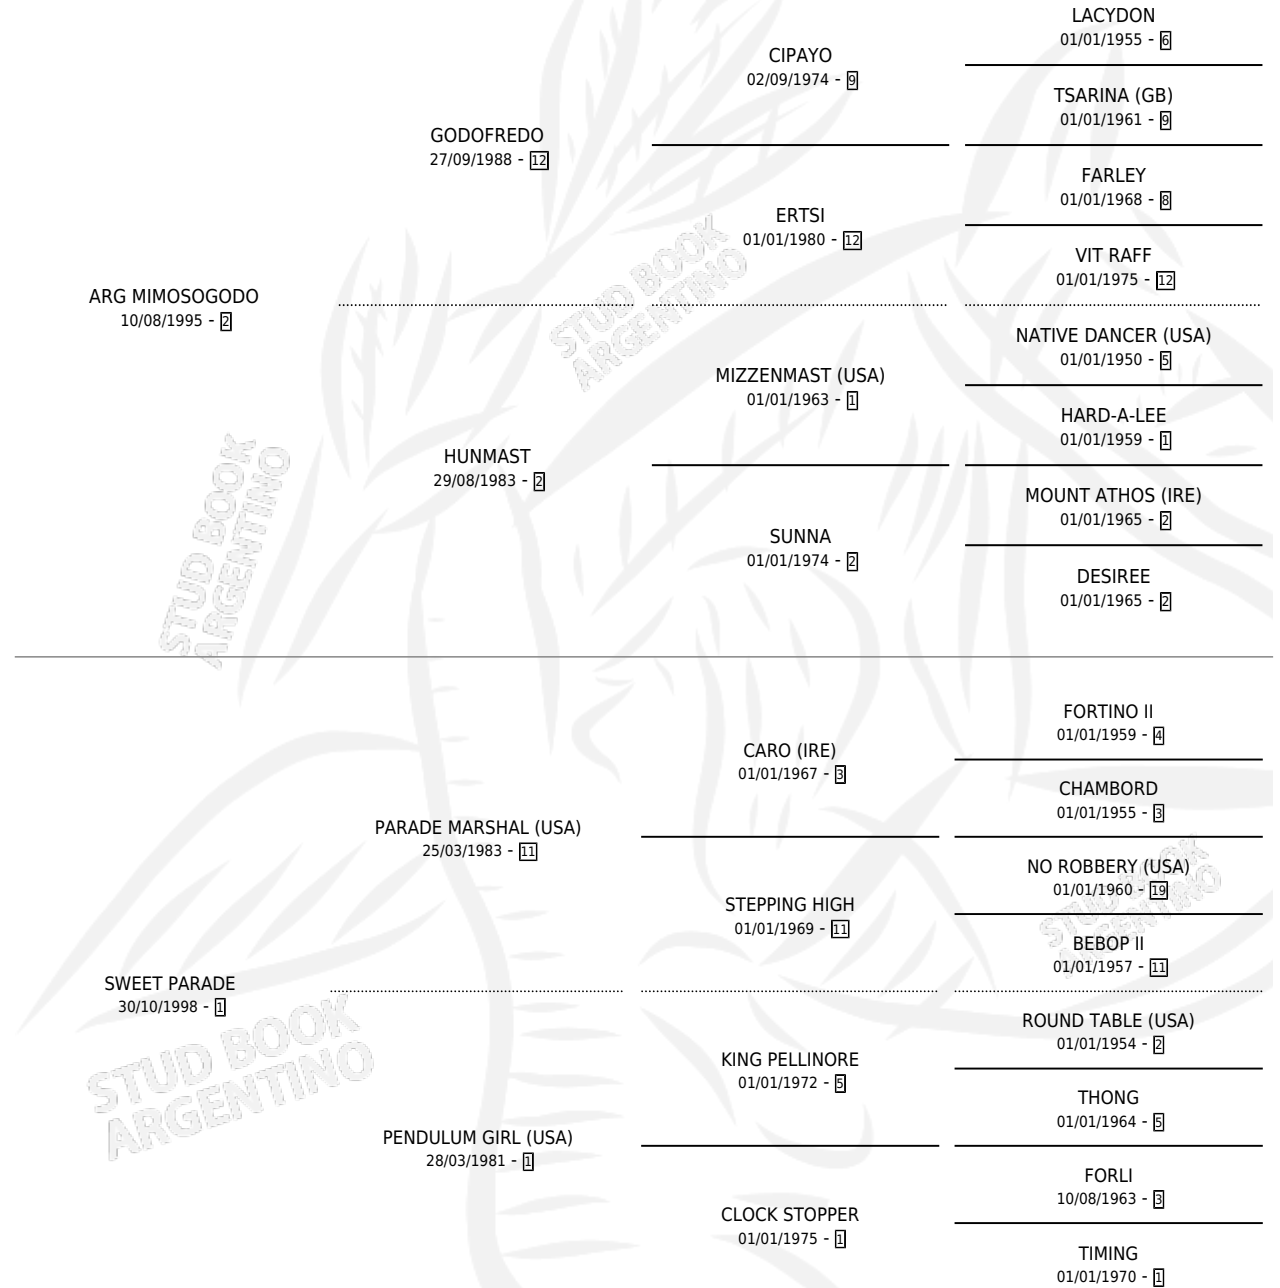 LACYDON
01/01/1955 - 6
CIPAYO
02/09/1974 - 9
TSARINA (GB)
01/01/1961 - 9
GODOFREDO
27/09/1988 - 12
FARLEY
01/01/1968 - 8
ERTSI
01/01/1980 - 12
VIT RAFF
01/01/1975 - 12
ARG MIMOSOGODO
10/08/1995 - 2
NATIVE DANCER (USA)
01/01/1950 - 5
MIZZENMAST (USA)
01/01/1963 - 1
HARD-A-LEE
01/01/1959 - 1
HUNMAST
29/08/1983 - 2
MOUNT ATHOS (IRE)
01/01/1965 - 2
SUNNA
01/01/1974 - 2
DESIREE
01/01/1965 - 2
FORTINO II
01/01/1959 - 4
CARO (IRE)
01/01/1967 - 3
CHAMBORD
01/01/1955 - 3
PARADE MARSHAL (USA)
25/03/1983 - 11
NO ROBBERY (USA)
01/01/1960 - 19
STEPPING HIGH
01/01/1969 - 11
BEBOP II
01/01/1957 - 11
SWEET PARADE
30/10/1998 - 1
ROUND TABLE (USA)
01/01/1954 - 2
KING PELLINORE
01/01/1972 - 5
THONG
01/01/1964 - 5
PENDULUM GIRL (USA)
28/03/1981 - 1
FORLI
10/08/1963 - 3
CLOCK STOPPER
01/01/1975 - 1
TIMING
01/01/1970 - 1
STUD BOOK
ARGENTINO
STUD BOOK
ARGENTINO
STUD BOOK
ARGENTINO
STUD BOOK
ARGENTINO